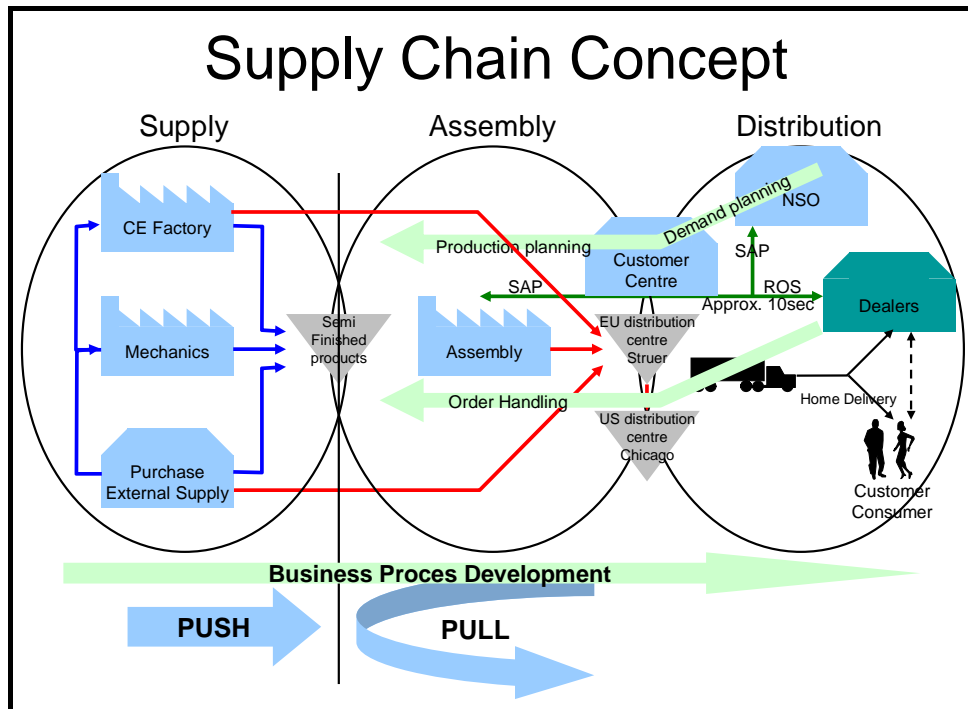 Supply Chain Concept
Supply
Assembly
Distribution
CE Factory
Mechanics
Purchase
External Supply
Semi
Finished
products
Production planning
Demand planning
NSO
Customer
Centre
SAP
SAP
ROS
Approx. 10sec
Dealers
Assembly
EU distribution
centre
Struer
Order Handling
US distribution
centre
Chicago
Home Delivery
Customer
Consumer
Business Proces Development
PUSH
PULL